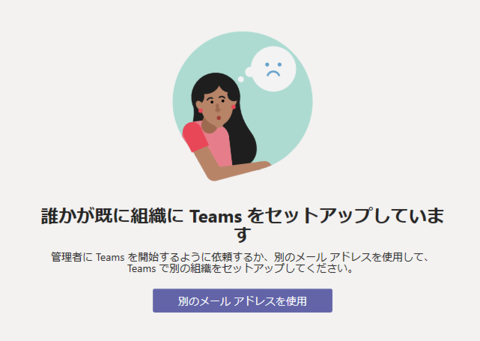 誰かが既に組織に Teams をセットアップしていま
す
管理者に Teams を開始するように依頼するか、別のメール アドレスを使用して、
Teams で別の組織をセットアップしてください。
別のメール アドレスを使用